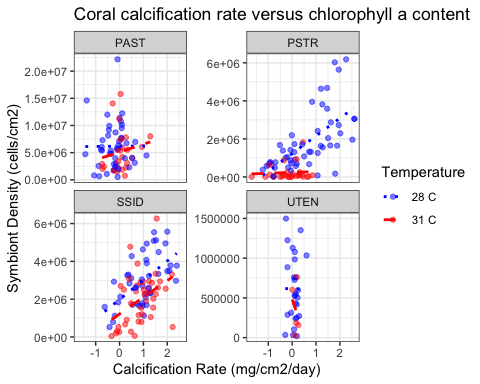 Coral calcification rate versus chlorophyll a content
PAST
PSTR
2.0e+07
1.5e+07
1.0e+07
5.0e+06
0.0e+00
6e+06
4e+06
2e+06
0e+00
SSID
UTEN
6e+06
4e+06
2e+06
0e+00
1500000
1000000
500000
0
-1 0 1 2
-1 0 1 2
Symbiont Density (cells/cm2)
Calcification Rate (mg/cm2/day)
Temperature
28 C
31 C